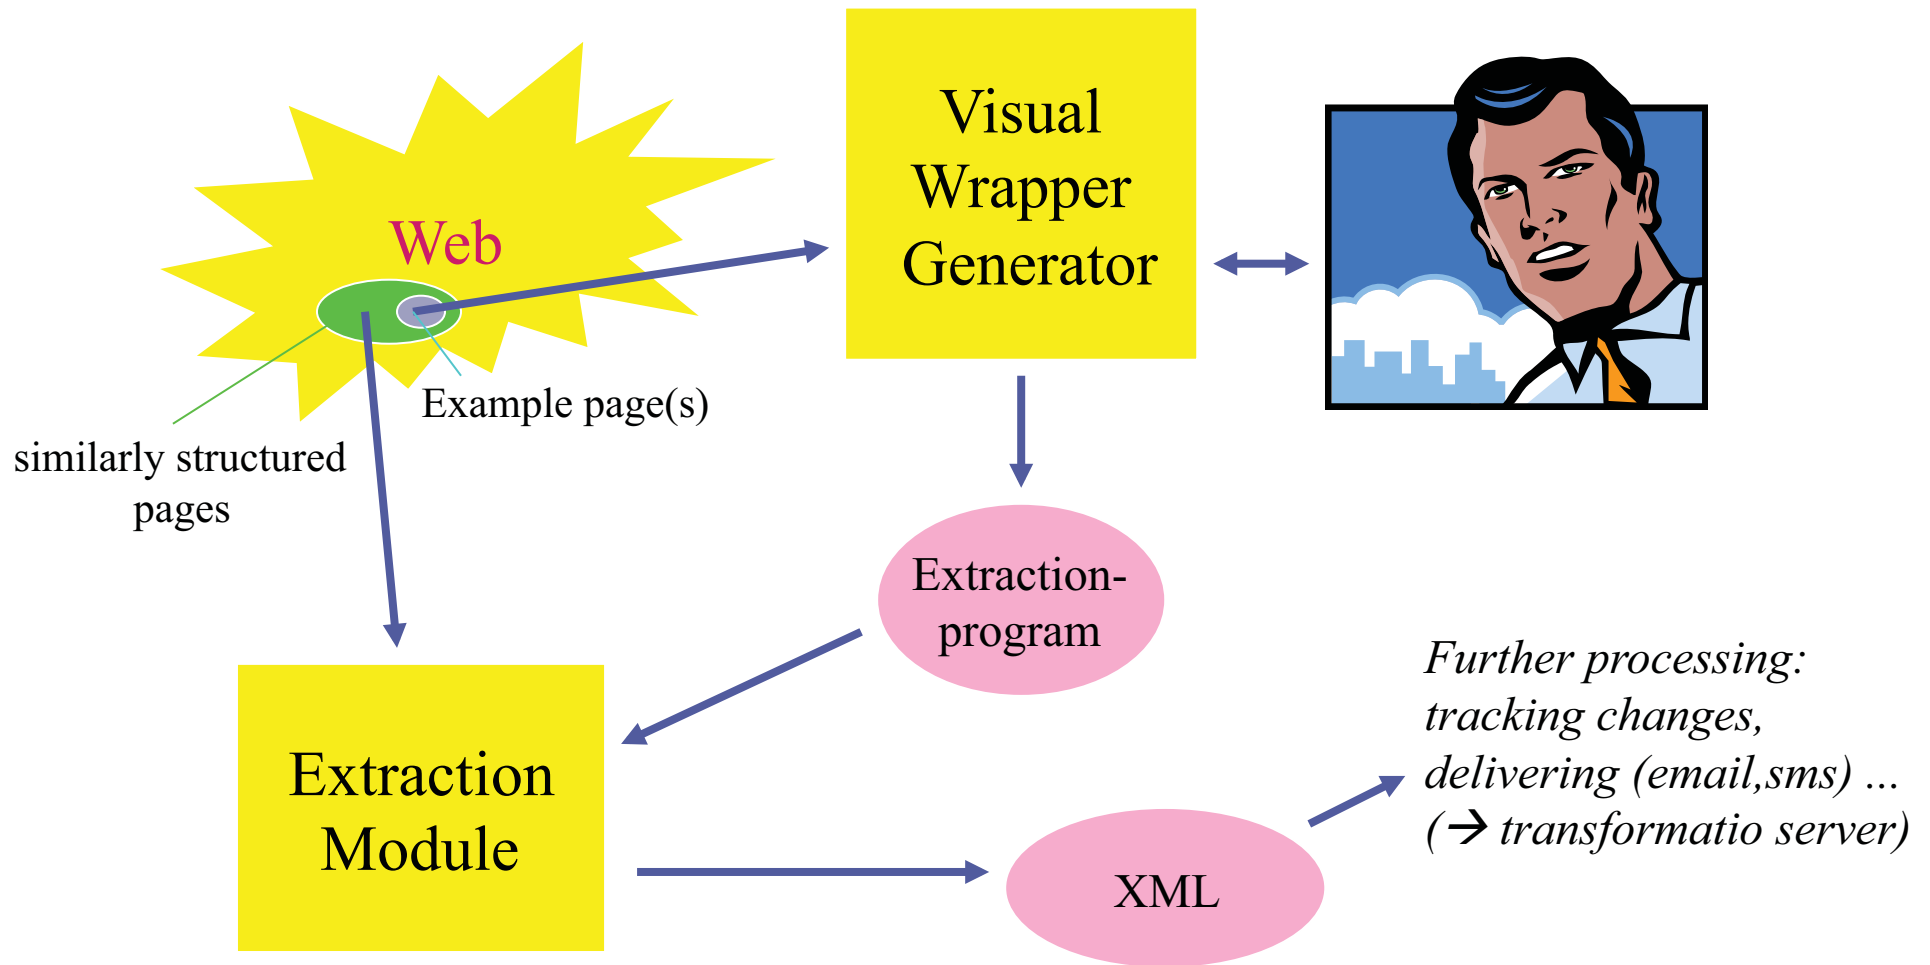 Visual
Wrapper
Generator
Web
Example page(s)
similarly structured
pages
Extraction-
program
Further processing:
tracking changes,
delivering (email,sms) ...
(→ transformatio server)
Extraction
Module
XML